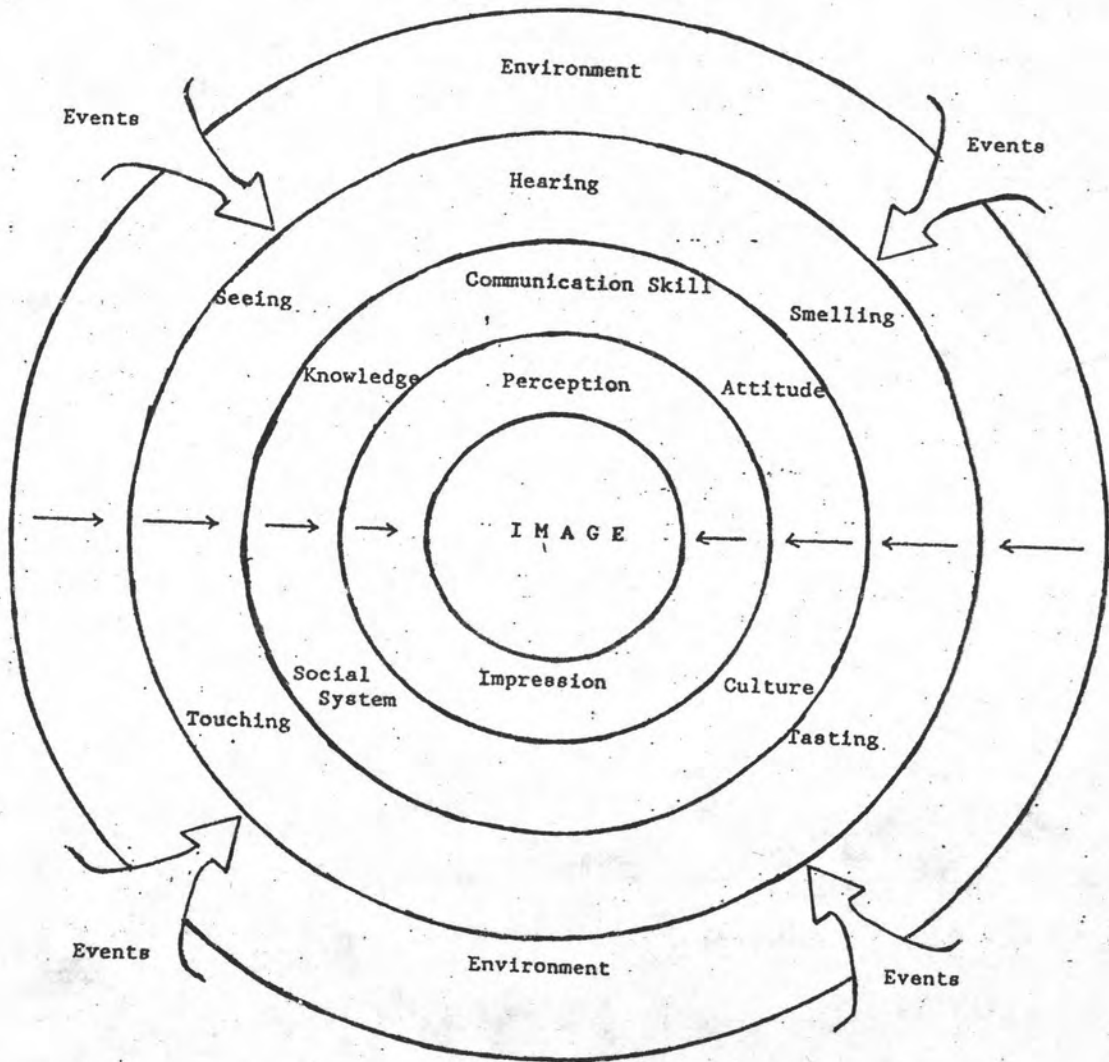 Environment
Events
Events
Hearing
Communication Skill
Seeing
Smelling
Knowledge
Perception
Attitude
I M A G E
Social
System
Impression
Culture
Touching
Tasting
Events
Environment
Events